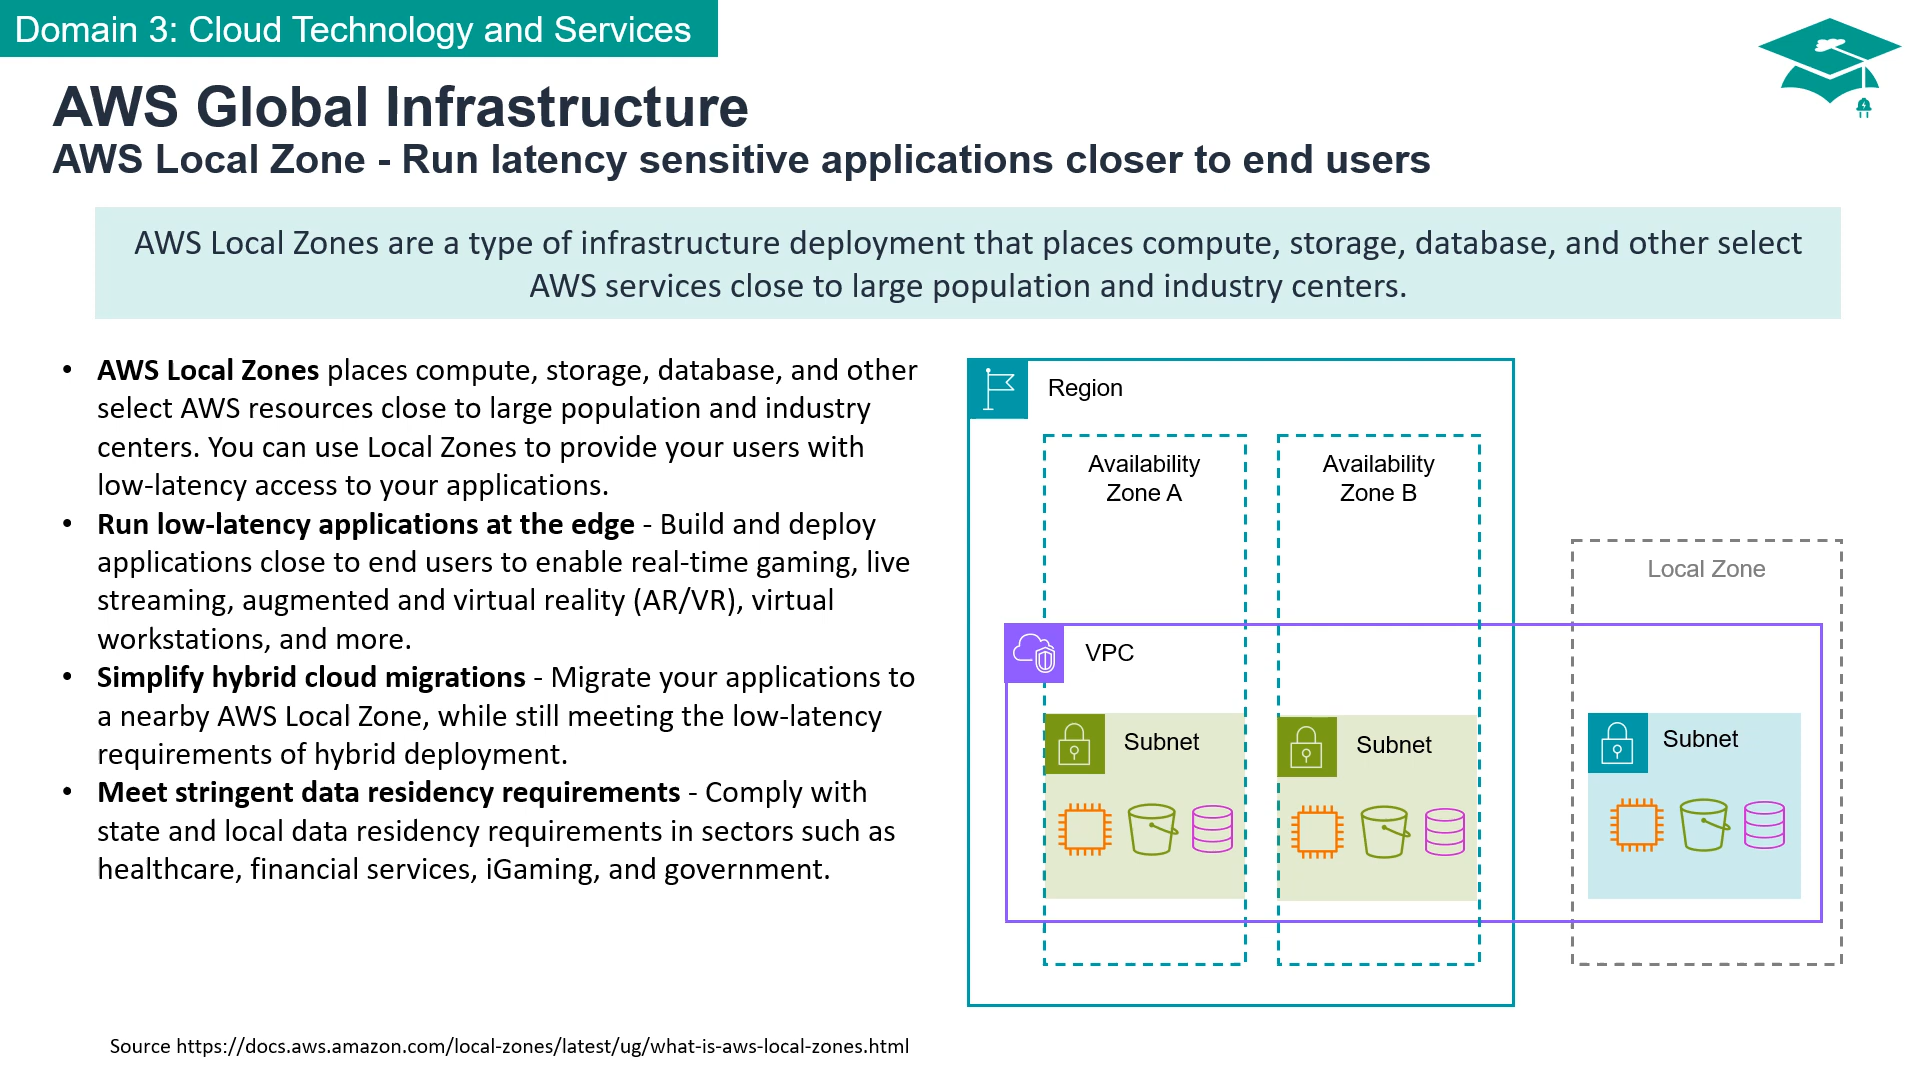 Domain 3: Cloud Technology and Services
AWS Global Infrastructure
AWS Local Zone - Run latency sensitive applications closer to end users
AWS Local Zones are a type of infrastructure deployment that places compute, storage, database, and other select
AWS services close to large population and industry centers.
• AWS Local Zones places compute, storage, database, and other
select AWS resources close to large population and industry
centers. You can use Local Zones to provide your users with
low-latency access to your applications.
• Run low-latency applications at the edge - Build and deploy
applications close to end users to enable real-time gaming, live
streaming, augmented and virtual reality (AR/VR), virtual
workstations, and more.
• Simplify hybrid cloud migrations - Migrate your applications to
a nearby AWS Local Zone, while still meeting the low-latency
requirements of hybrid deployment.
• Meet stringent data residency requirements - Comply with
state and local data residency requirements in sectors such as
healthcare, financial services, iGaming, and government.
Region
Availability
Zone A
Availability
Zone B
Local Zone
VPC
Subnet
Subnet
Subnet
Source https://docs.aws.amazon.com/local-zones/latest/ug/what-is-aws-local-zones.html